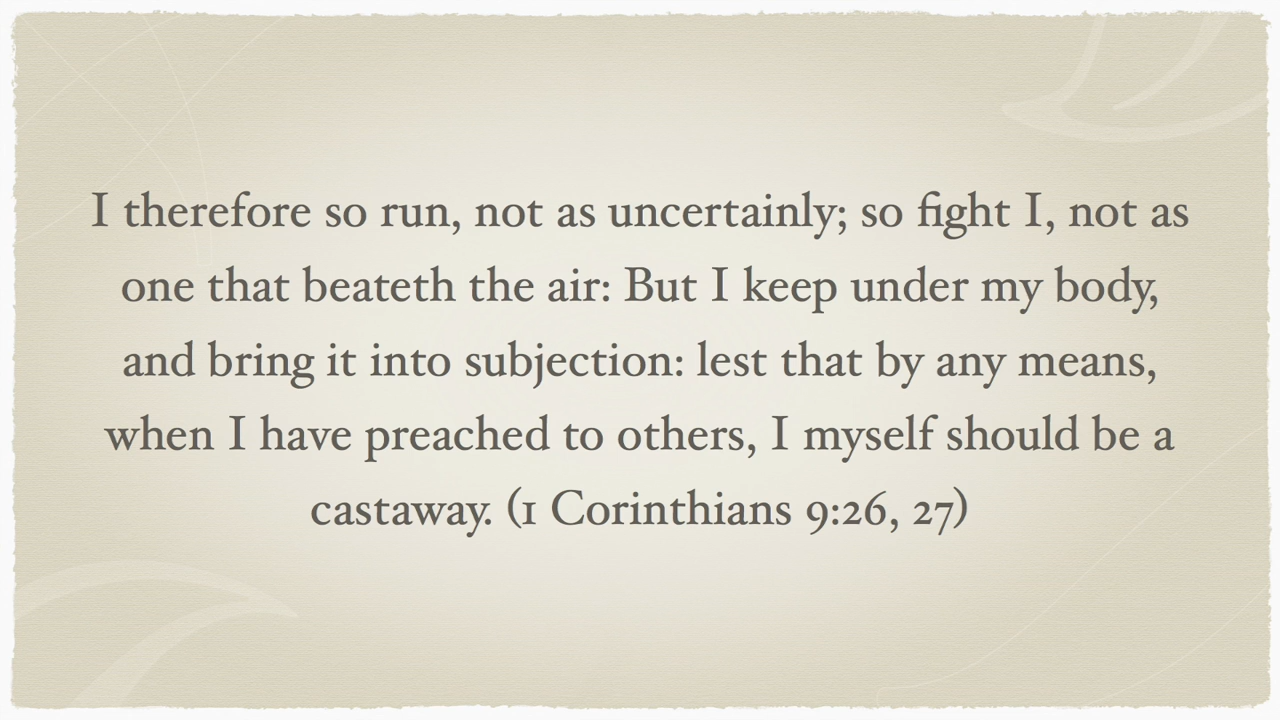 I therefore so run, not as uncertainly; so fight I, not as
one that beateth the air: But I keep under my body,
and bring it into subjection: lest that by any means,
when I have preached to others, I myself should be a
castaway. (1 Corinthians 9:26, 27)